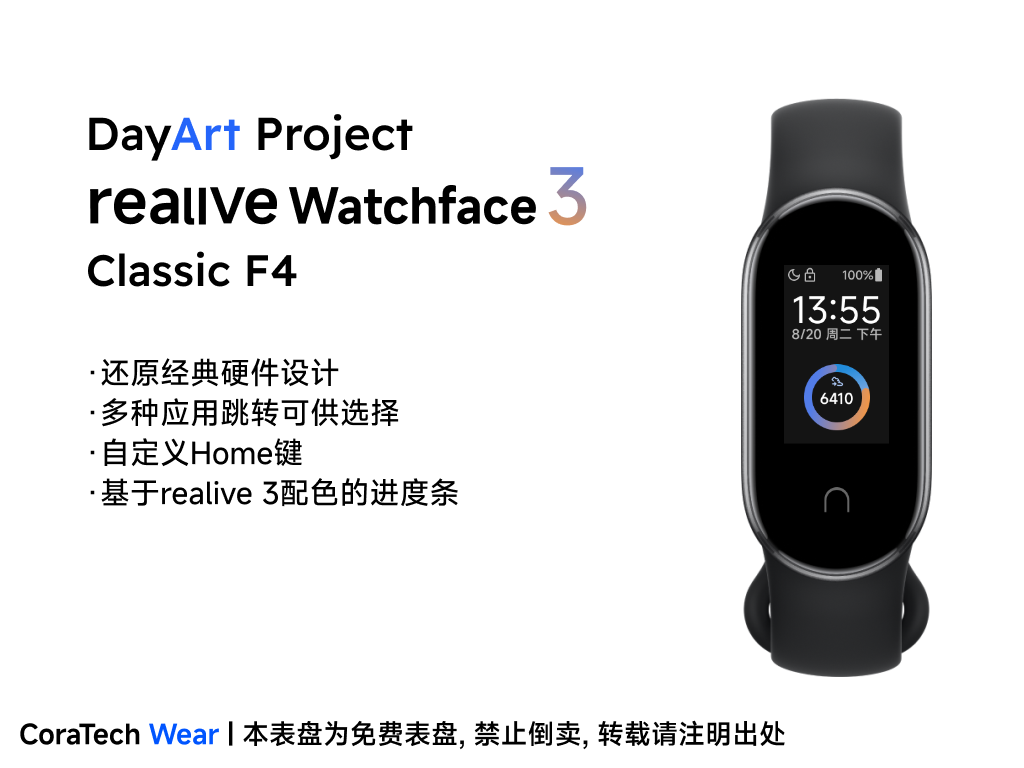 DayArt Project
realive Watchface 3
Classic F4
·还原经典硬件设计
·多种应用跳转可供选择
·自定义Home键
·基于realive 3配色的进度条
100%
13:55
8/20 周二 下午
6410
CoraTech Wear | 本表盘为免费表盘, 禁止倒卖, 转载请注明出处